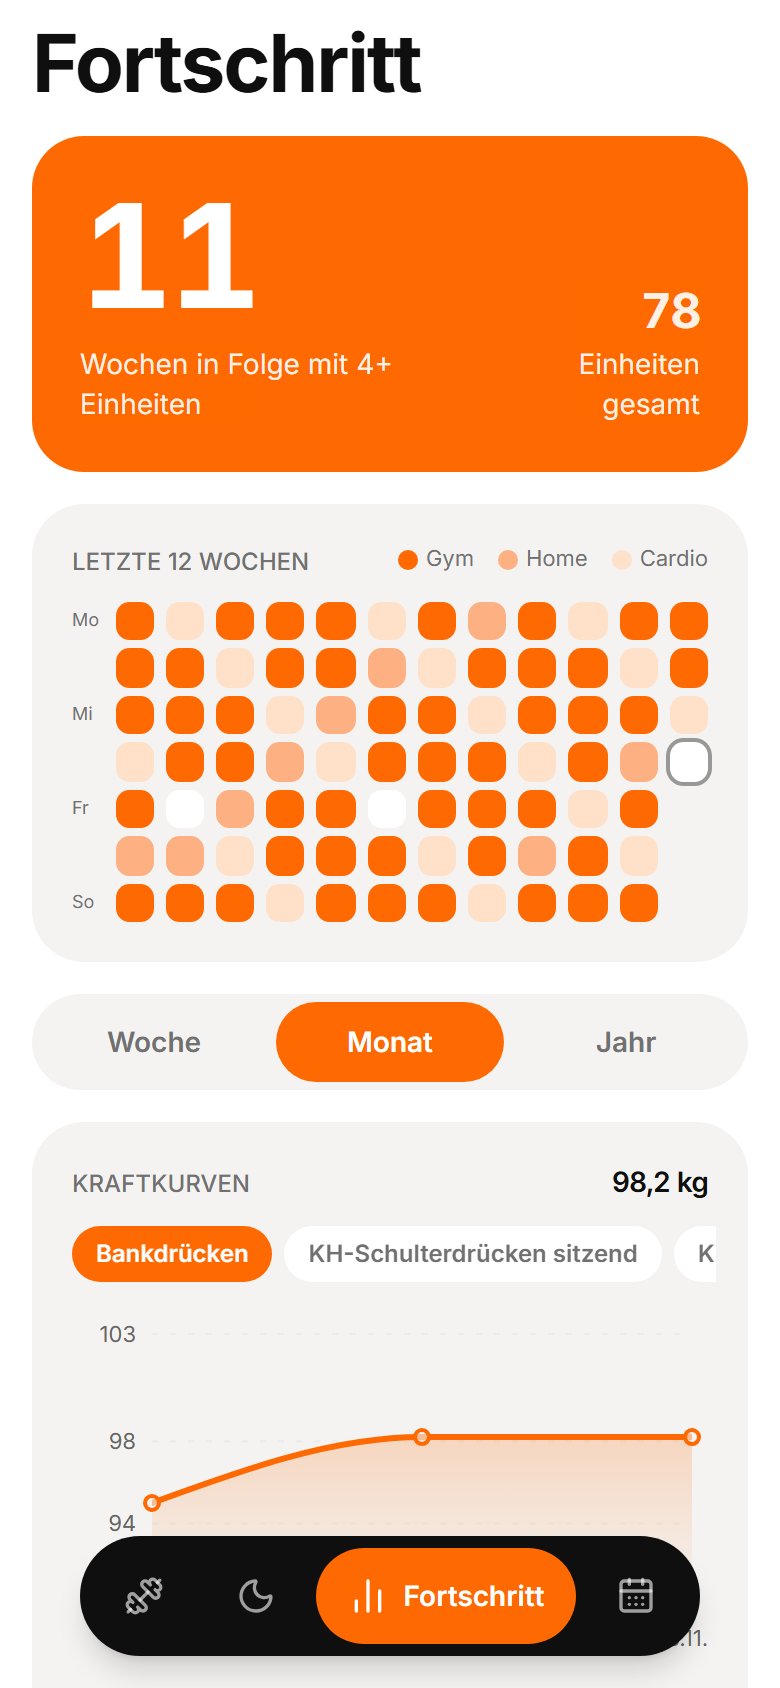 Fortschritt
11
Wochen in Folge mit 4+
Einheiten
78
Einheiten
gesamt
LETZTE 12 WOCHEN
Gym
Home
Cardio
Mo
Mi
Fr
So
Woche
Monat
Jahr
KRAFTKURVEN
98,2 kg
Bankdrücken
KH-Schulterdrücken sitzend
K
103
98
94
.11.
Fortschritt